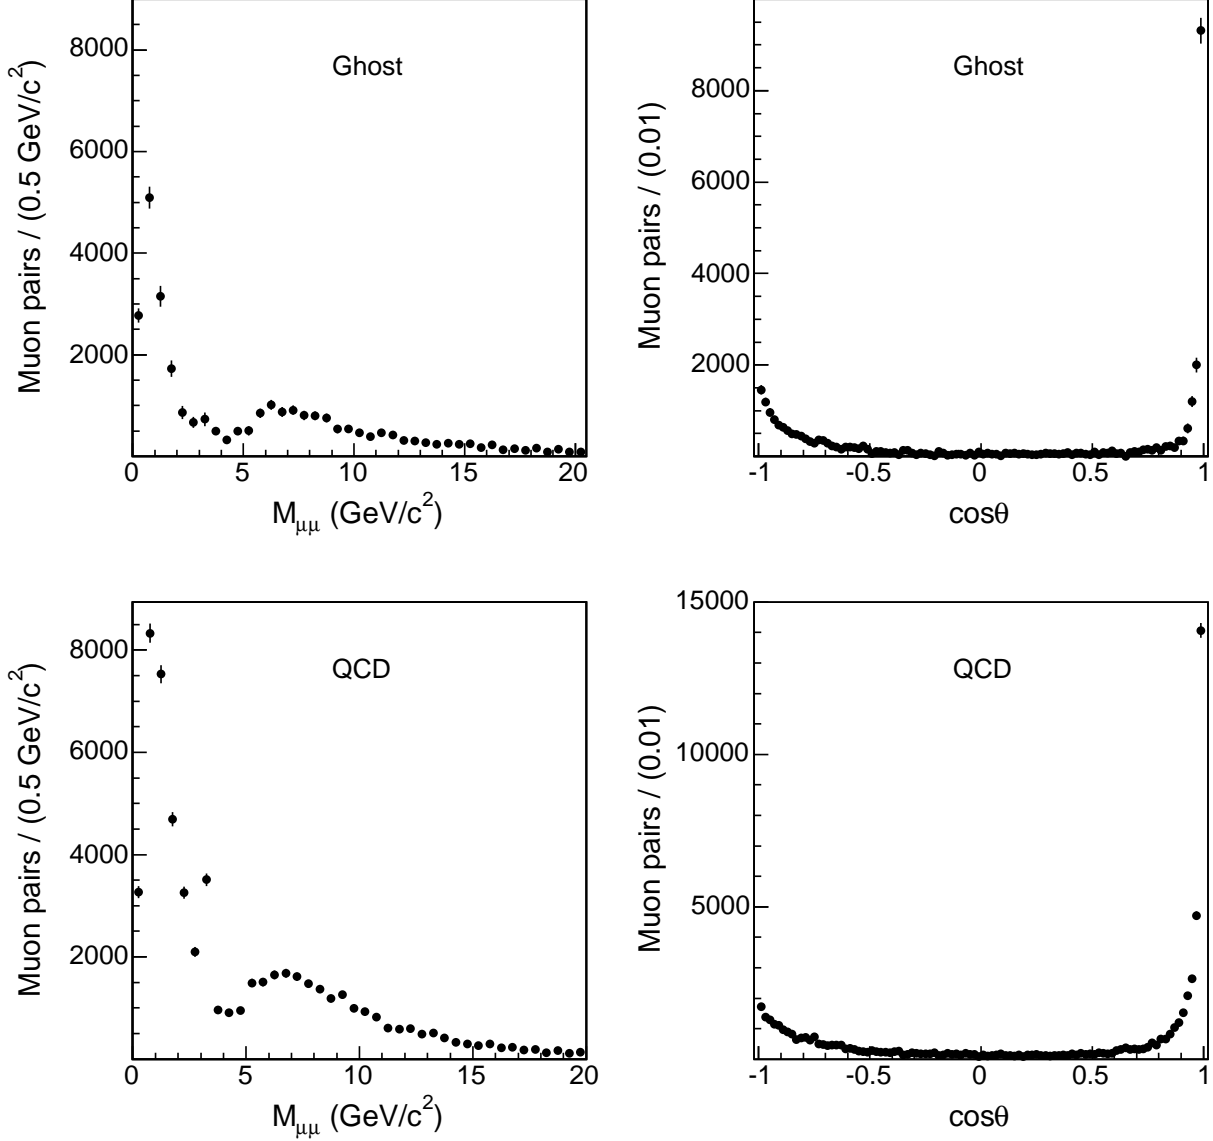 Ghost
Muon pairs / (0.5 GeV/c²)
8000
6000
4000
2000
0 5 10 15 20
M_μμ (GeV/c²)
Ghost
Muon pairs / (0.01)
8000
6000
4000
2000
-1 -0.5 0 0.5 1
cosθ
QCD
Muon pairs / (0.5 GeV/c²)
8000
6000
4000
2000
0 5 10 15 20
M_μμ (GeV/c²)
QCD
Muon pairs / (0.01)
15000
10000
5000
-1 -0.5 0 0.5 1
cosθ